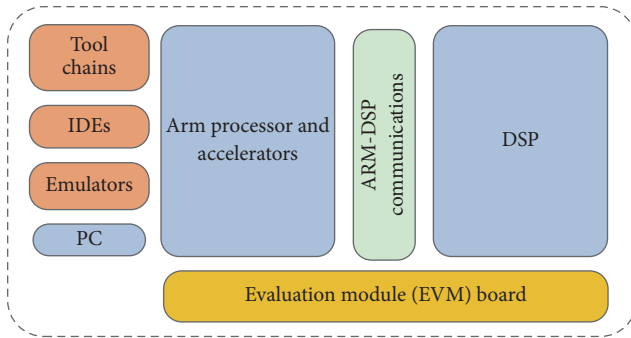 Tool
chains
IDEs
Emulators
PC
Arm processor and
accelerators
ARM-DSP
communications
DSP
Evaluation module (EVM) board